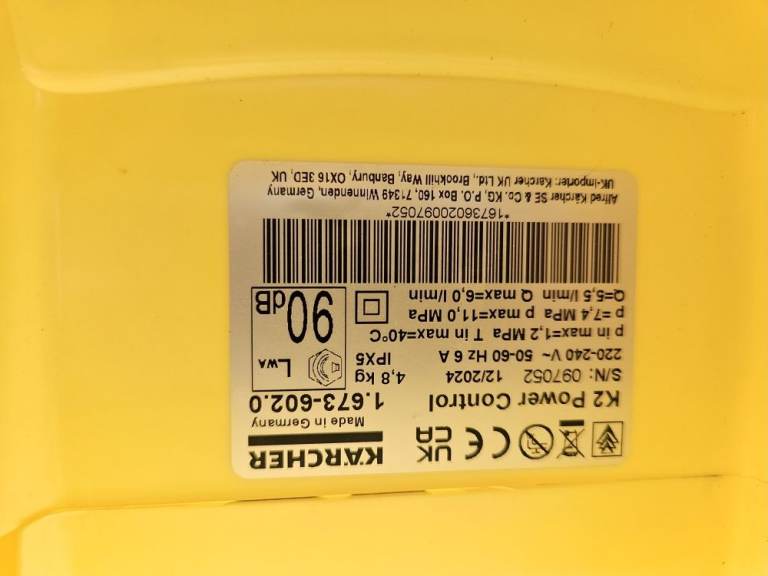 KÄRCHER
Made in Germany
UK
CA
CE
K2 Power Control 1.673-602.0
S/N: 097052 12/2024 4,8 kg
220-240 V~ 50-60 Hz 6 A IPX5
p in max=1,2 MPa T in max=40°C
p=7,4 MPa p max=11,0 MPa
Q=5,5 l/min Q max=6,0 l/min
LWA
90dB
*16736020097052*
Alfred Kärcher SE & Co. KG, P.O. Box 160, 71349 Winnenden, Germany
UK-Importer: Karcher UK Ltd., Brookhill Way, Banbury, OX16 3ED, UK